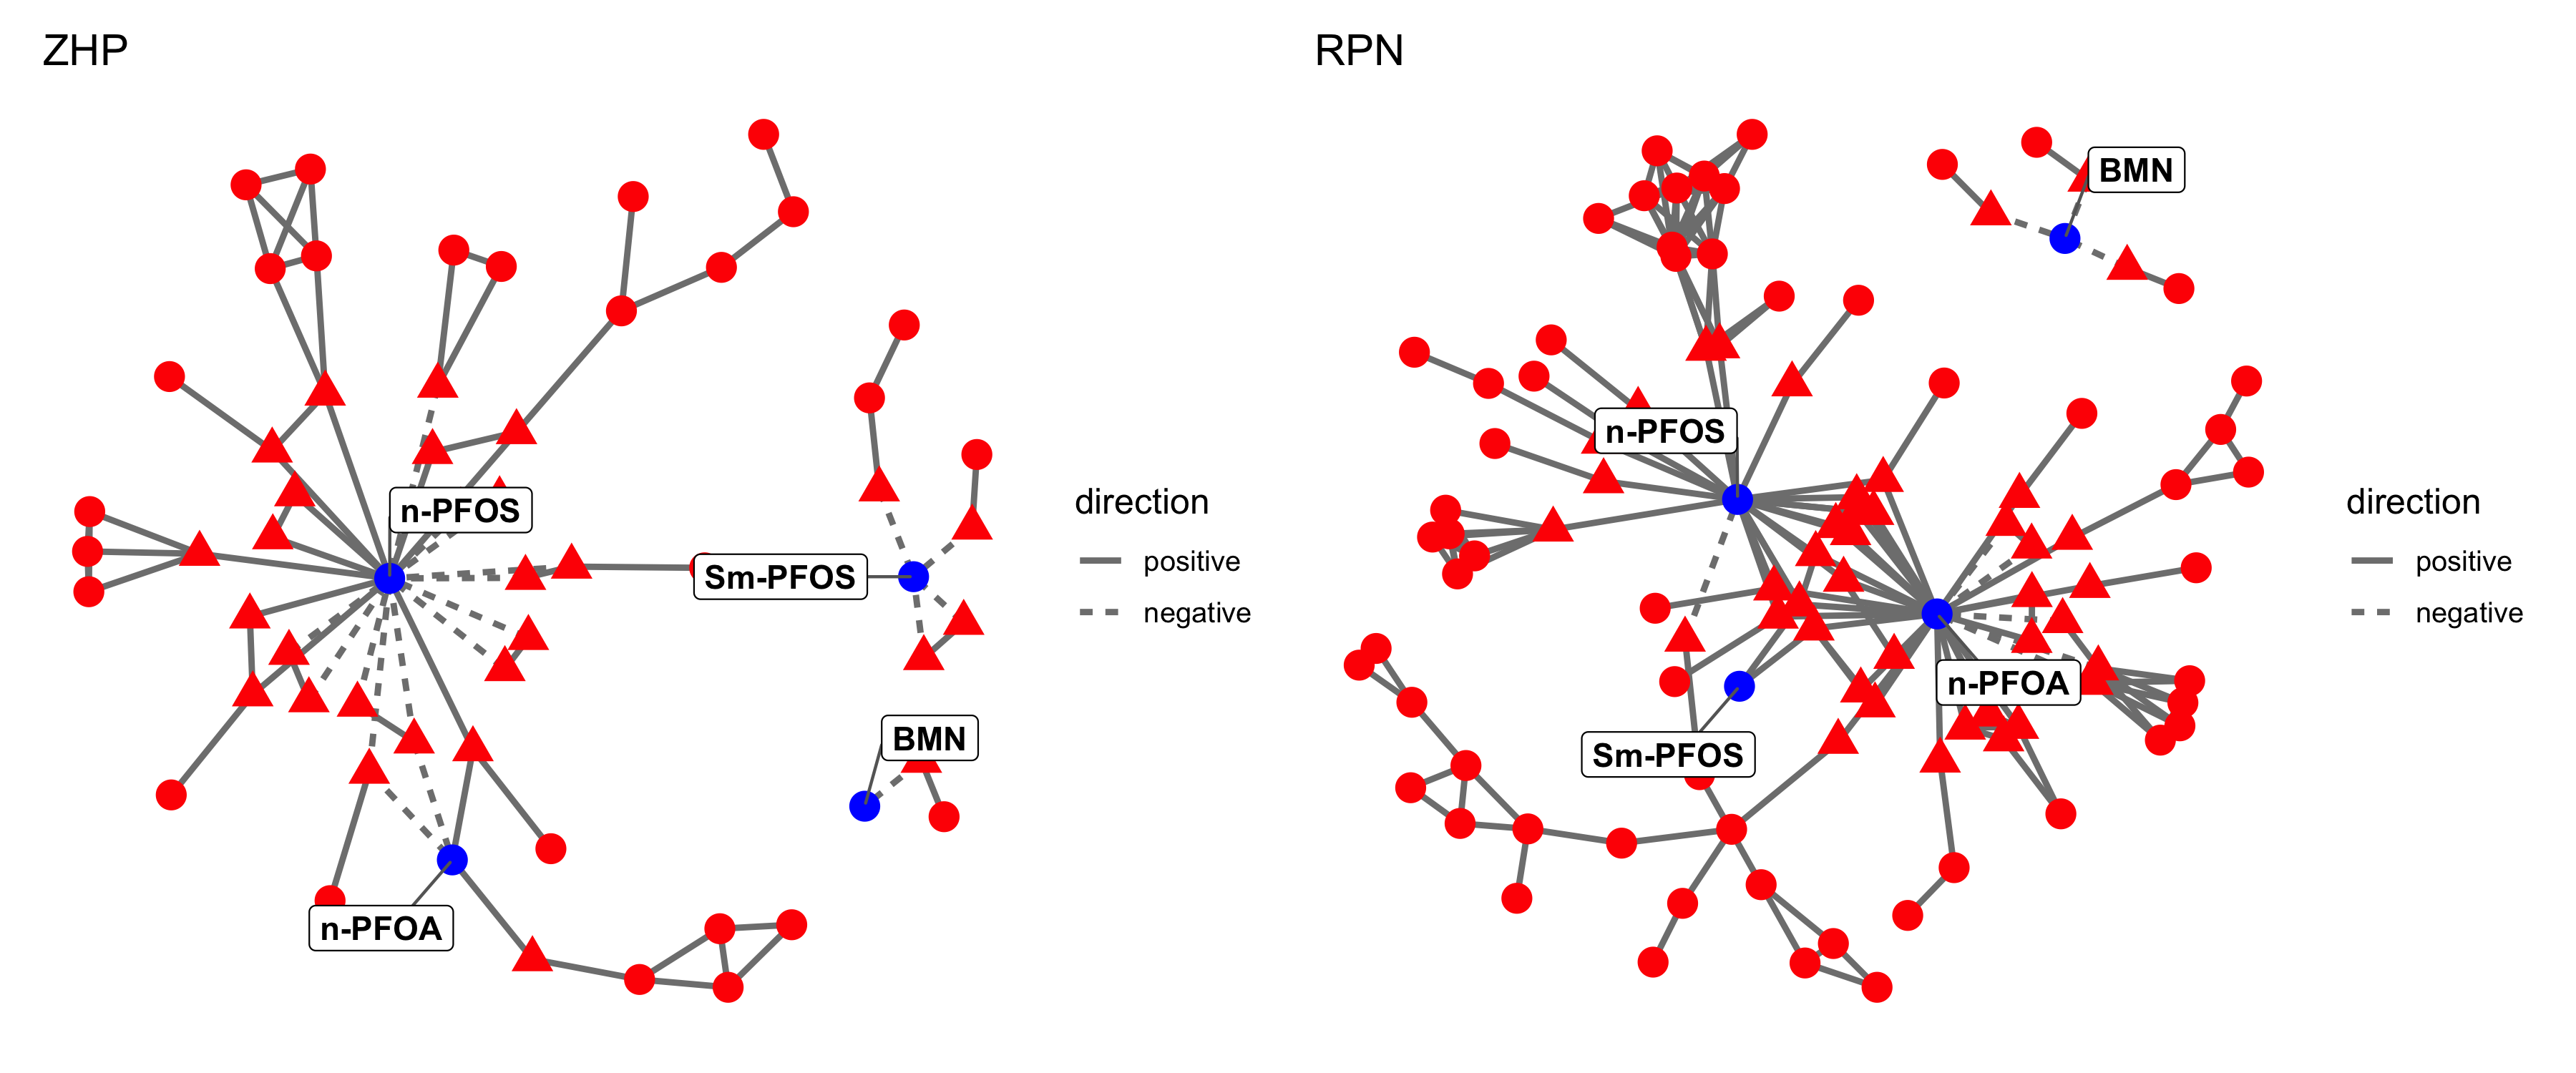 ZHP
n-PFOS
Sm-PFOS
BMN
n-PFOA
direction
positive
negative
RPN
BMN
n-PFOS
n-PFOA
Sm-PFOS
direction
positive
negative